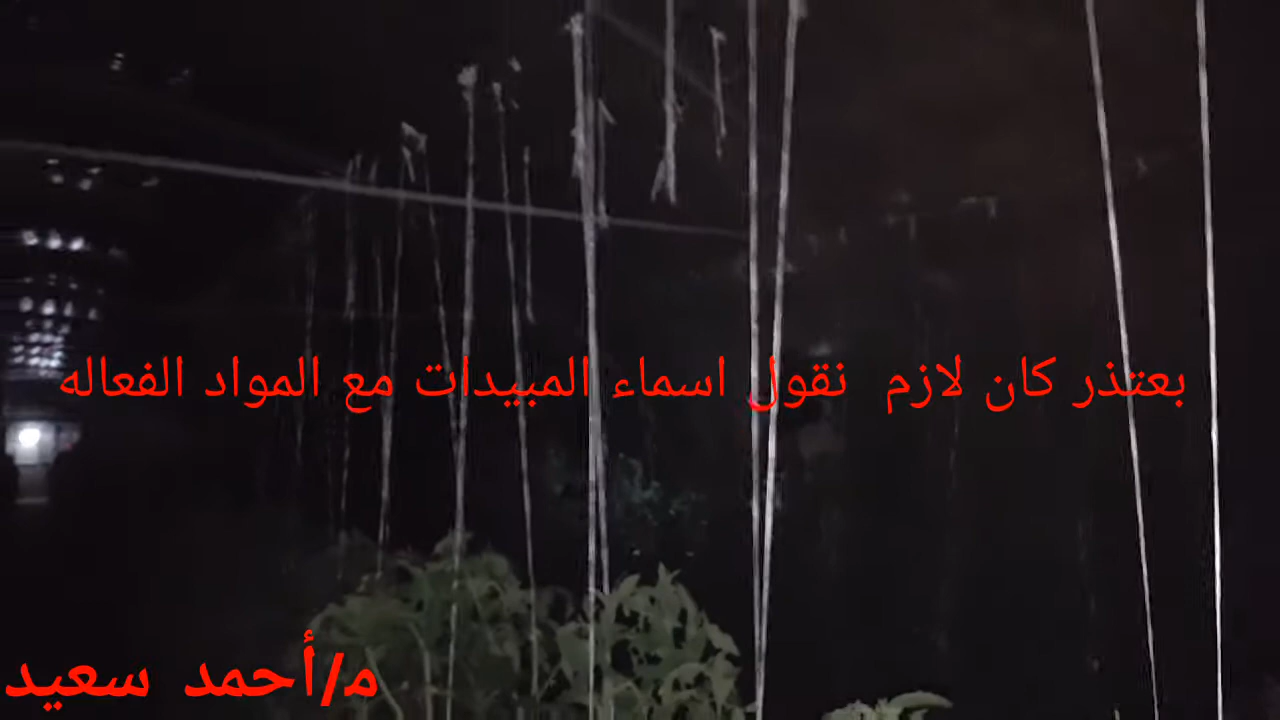 بعتذر كان لازم نقول اسماء المبيدات مع المواد الفعاله
م/أحمد سعيد